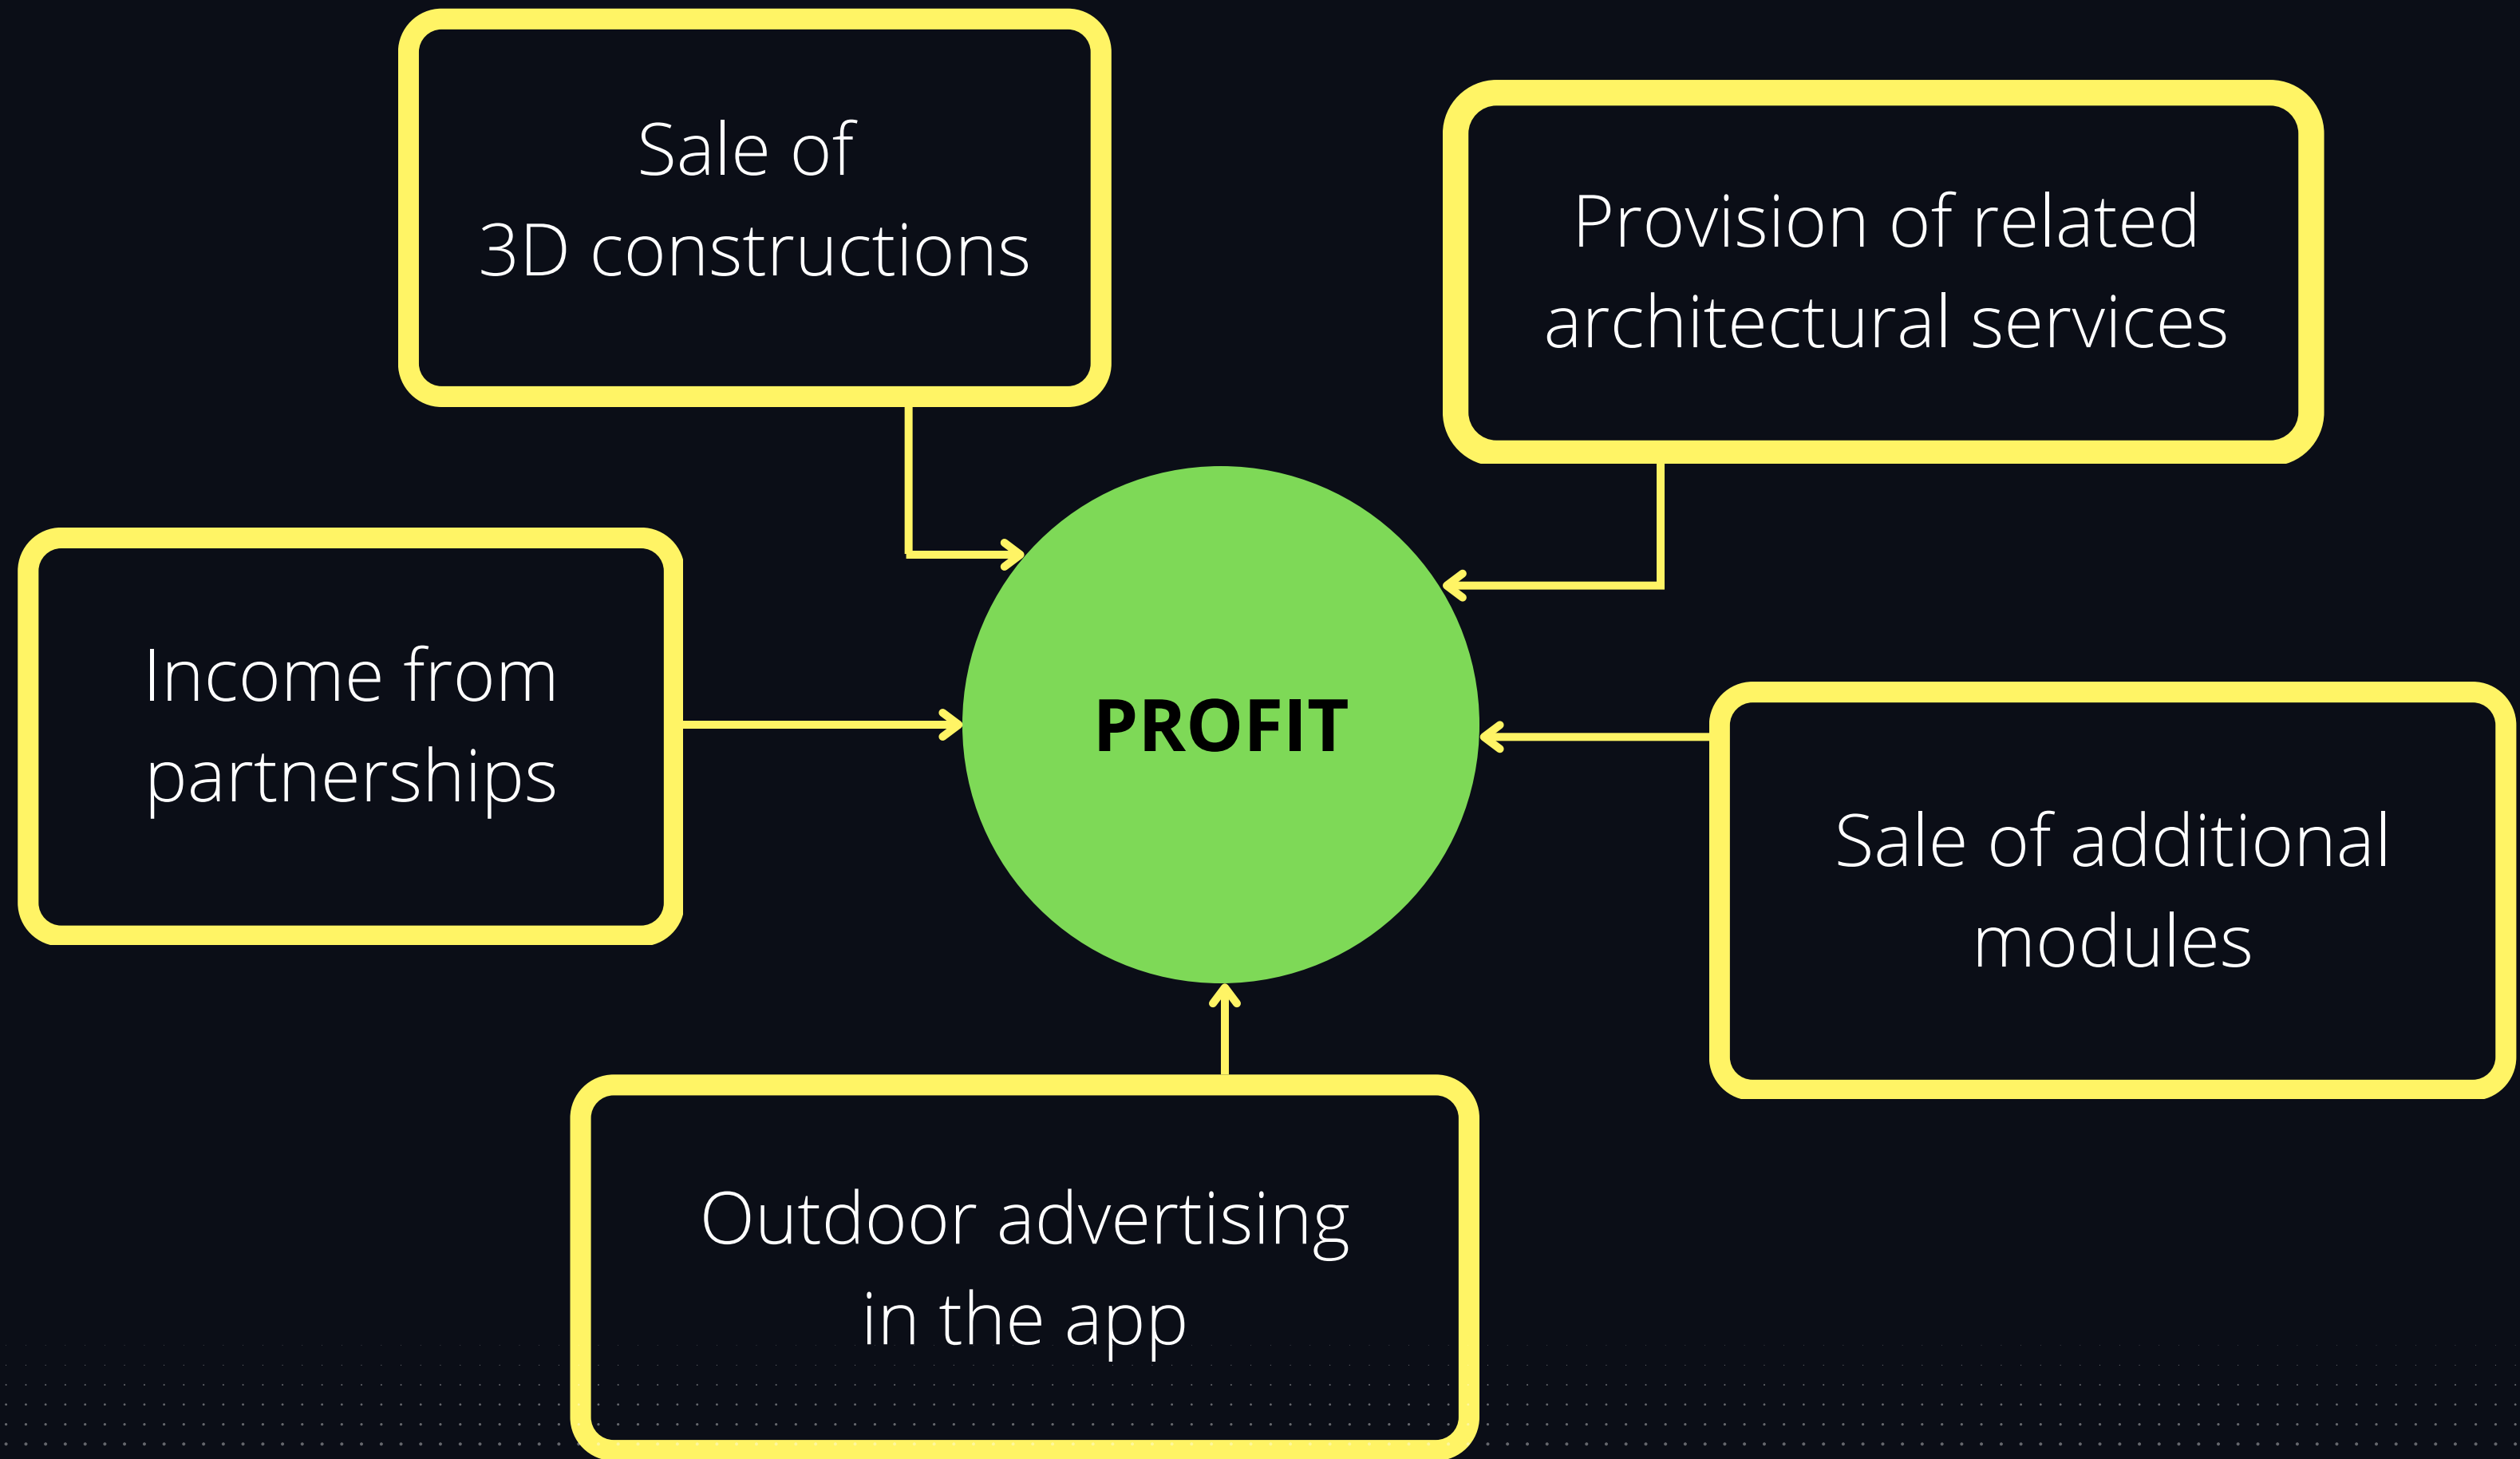 Sale of
3D constructions
Provision of related
architectural services
Income from
partnerships
PROFIT
Sale of additional
modules
Outdoor advertising
in the app